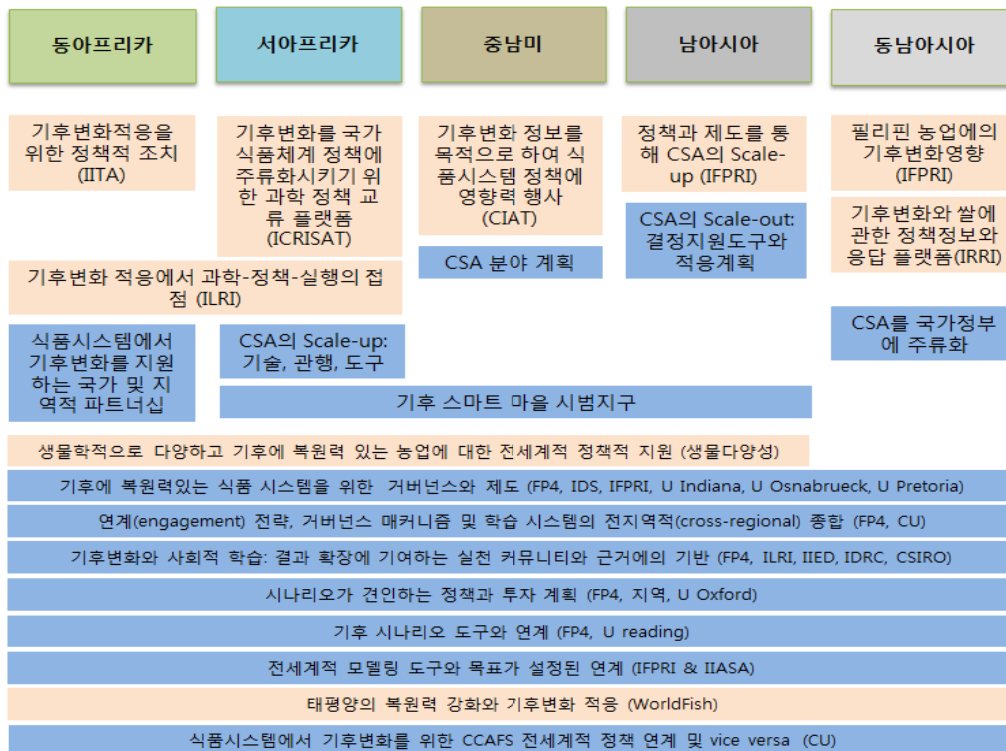 동아프리카
서아프리카
중남미
남아시아
동남아시아
기후변화적응을
위한 정책적 조치
(IITA)
기후변화를 국가
식품체계 정책에
주류화시키기 위
한 과학 정책 교
류 플랫폼
(ICRISAT)
기후변화 정보를
목적으로 하여 식
품시스템 정책에
영향력 행사
(CIAT)
정책과 제도를 통
해 CSA의 Scale-
up (IFPRI)
필리핀 농업에의
기후변화영향
(IFPRI)
CSA의 Scale-out:
결정지원도구와
적응계획
기후변화와 쌀에
관한 정책정보와
응답 플랫폼(IRRI)
CSA 분야 계획
기후변화 적응에서 과학-정책-실행의 접
점 (ILRI)
식품시스템에서
기후변화를 지원
하는 국가 및 지
역적 파트너십
CSA의 Scale-up:
기술, 관행, 도구
CSA를 국가정부
에 주류화
기후 스마트 마을 시범지구
생물학적으로 다양하고 기후에 복원력 있는 농업에 대한 전세계적 정책적 지원 (생물다양성)
기후에 복원력있는 식품 시스템을 위한 거버넌스와 제도 (FP4, IDS, IFPRI, U Indiana, U Osnabrueck, U Pretoria)
연계(engagement) 전략, 거버넌스 매커니즘 및 학습 시스템의 전지역적(cross-regional) 종합 (FP4, CU)
기후변화와 사회적 학습: 결과 확장에 기여하는 실천 커뮤니티와 근거에의 기반 (FP4, ILRI, IIED, IDRC, CSIRO)
시나리오가 견인하는 정책과 투자 계획 (FP4, 지역, U Oxford)
기후 시나리오 도구와 연계 (FP4, U reading)
전세계적 모델링 도구와 목표가 설정된 연계 (IFPRI & IIASA)
태평양의 복원력 강화와 기후변화 적응 (WorldFish)
식품시스템에서 기후변화를 위한 CCAFS 전세계적 정책 연계 및 vice versa (CU)